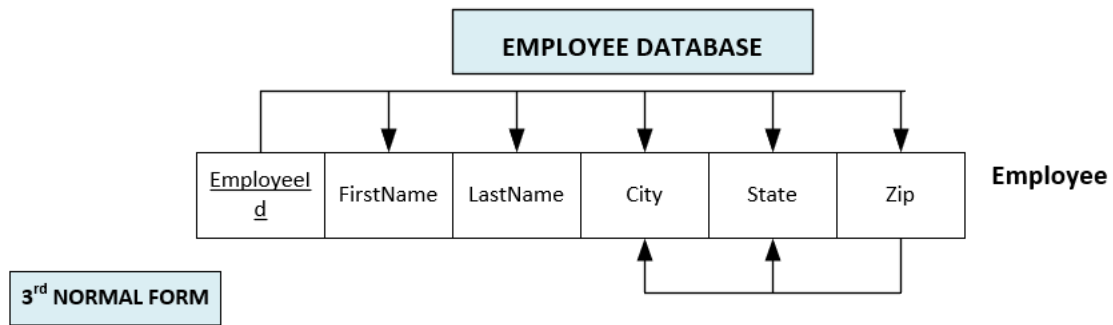 EMPLOYEE DATABASE
EmployeeI
d
FirstName
LastName
City
State
Zip
Employee
3rd NORMAL FORM